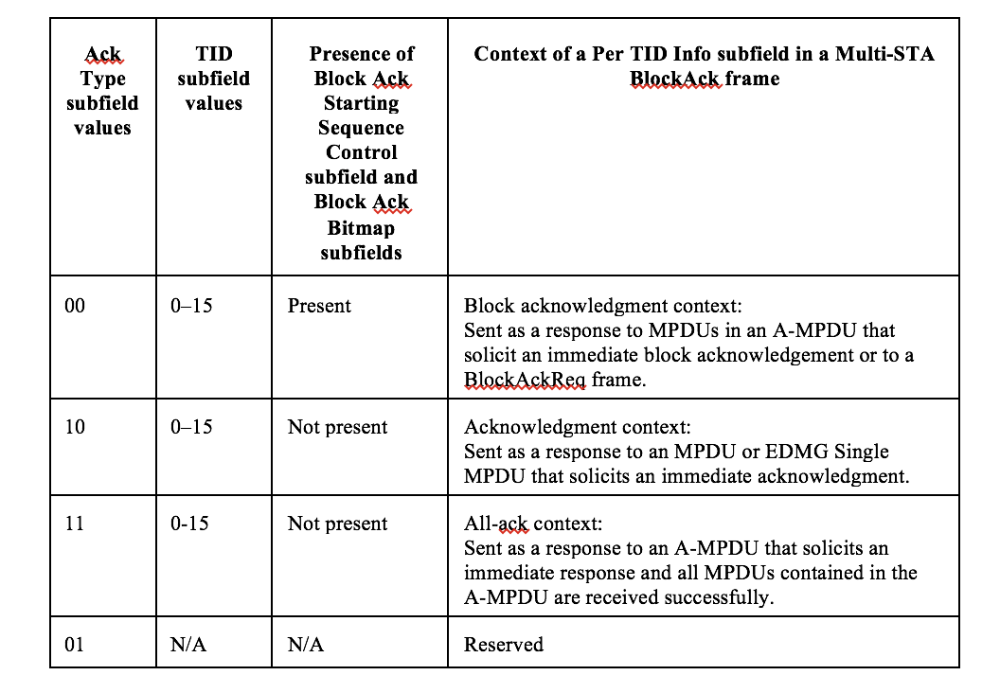 Ack
Type
subfield
values
TID
subfield
values
Presence of
Block Ack
Starting
Sequence
Control
subfield and
Block Ack
Bitmap
subfields
Context of a Per TID Info subfield in a Multi-STA
BlockAck frame
00
0–15
Present
Block acknowledgment context:
Sent as a response to MPDUs in an A-MPDU that
solicit an immediate block acknowledgement or to a
BlockAckReq frame.
10
0–15
Not present
Acknowledgment context:
Sent as a response to an MPDU or EDMG Single
MPDU that solicits an immediate acknowledgment.
11
0-15
Not present
All-ack context:
Sent as a response to an A-MPDU that solicits an
immediate response and all MPDUs contained in the
A-MPDU are received successfully.
01
N/A
N/A
Reserved